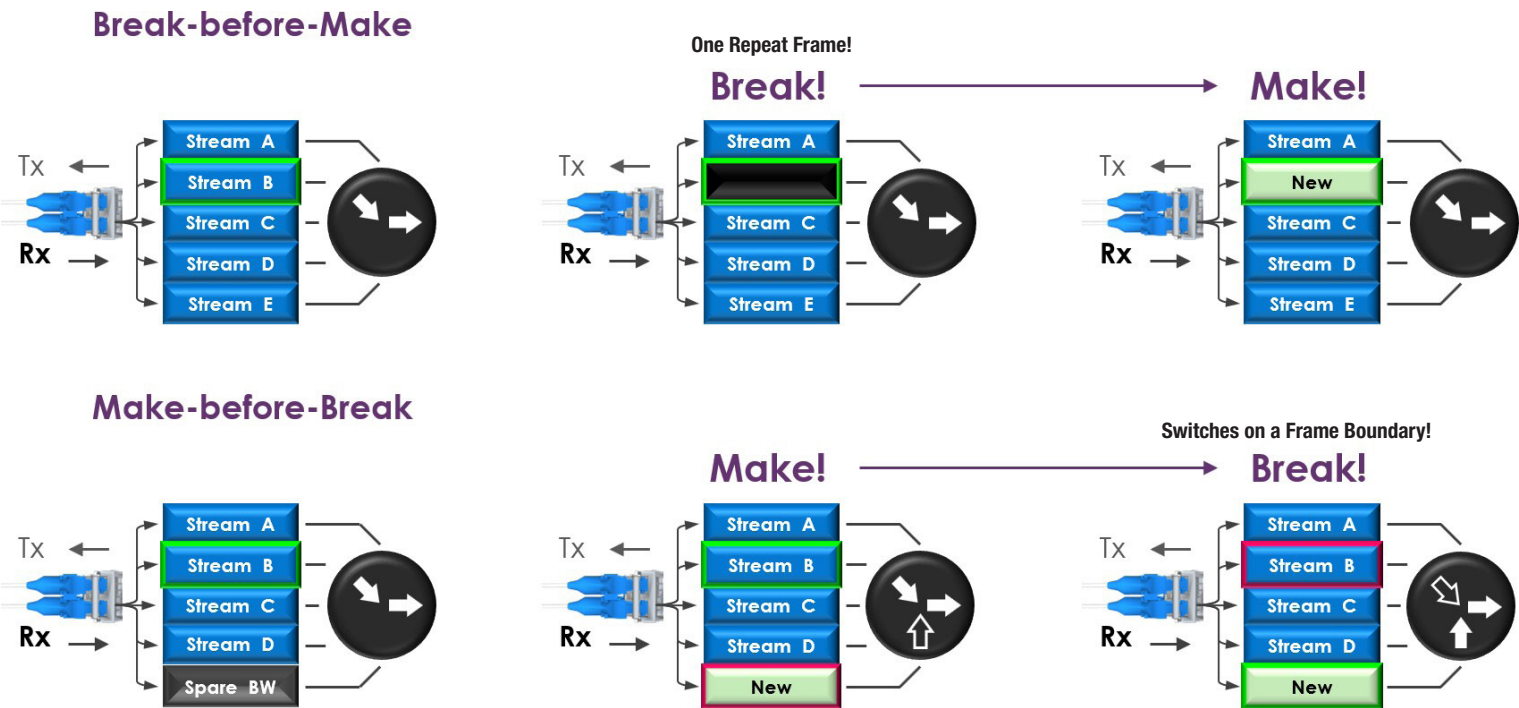 Break-before-Make
One Repeat Frame!
Break!
Make!
Tx
Rx
Stream A
Stream B
Stream C
Stream D
Stream E
Tx
Rx
Stream A
Stream C
Stream D
Stream E
Tx
Rx
Stream A
New
Stream C
Stream D
Stream E
Make-before-Break
Switches on a Frame Boundary!
Make!
Break!
Tx
Rx
Stream A
Stream B
Stream C
Stream D
Spare BW
Tx
Rx
Stream A
Stream B
Stream C
Stream D
New
Tx
Rx
Stream A
Stream B
Stream C
Stream D
New